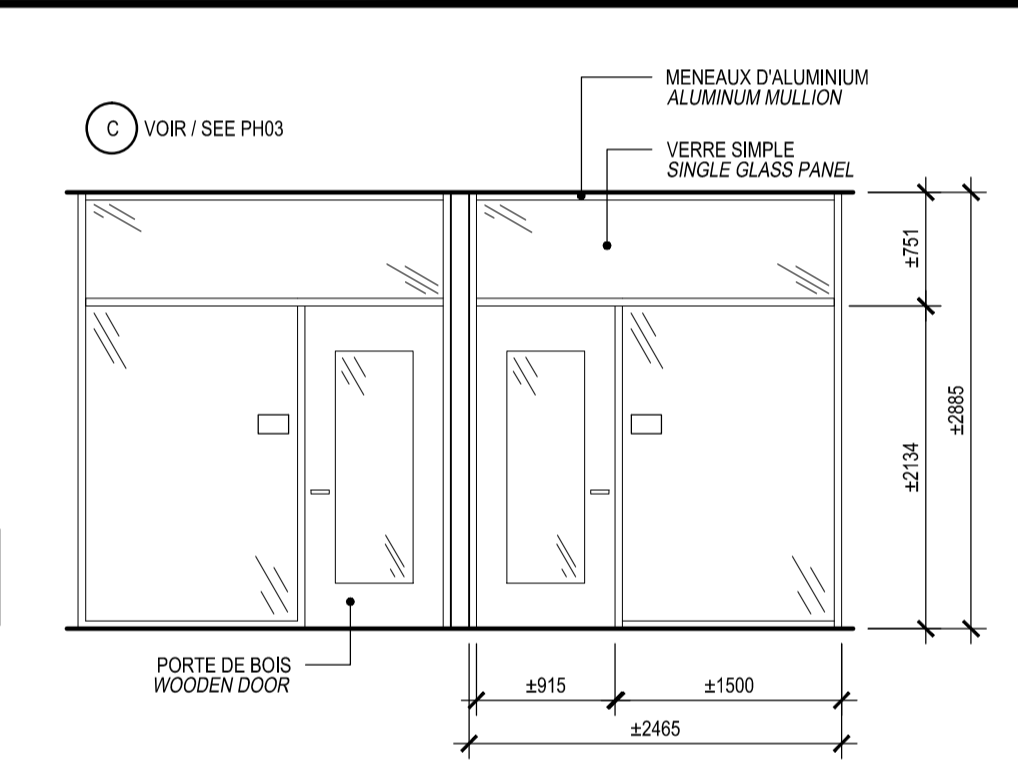 MENEAUX D'ALUMINIUM
ALUMINUM MULLION
C VOIR / SEE PH03
VERRE SIMPLE
SINGLE GLASS PANEL
±751
±2885
±2134
PORTE DE BOIS
WOODEN DOOR
±915
±1500
±2465